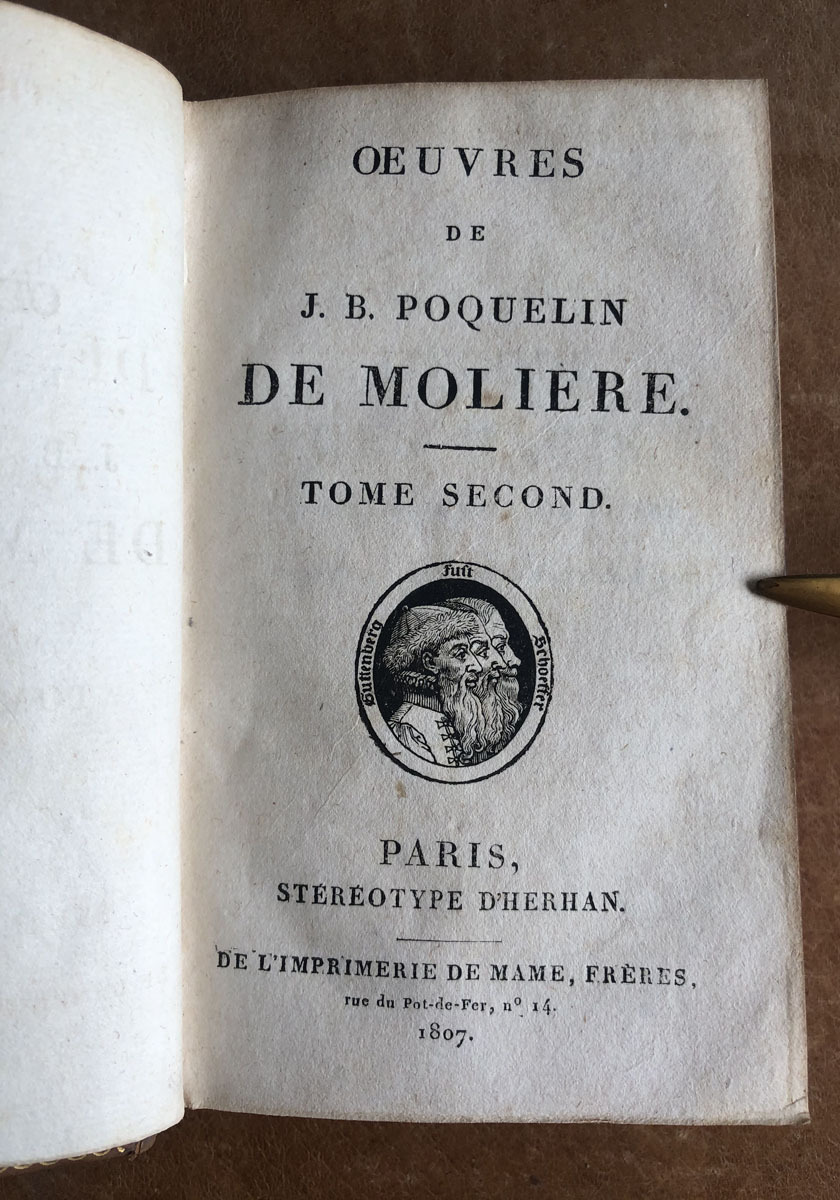 OEUVRES
DE
J. B. POQUELIN
DE MOLIÈRE.
TOME SECOND.
Guttenberg
Fust
Schoeffer
PARIS,
STÉRÉOTYPE D'HERHAN.
DE L'IMPRIMERIE DE MAME, FRÈRES,
rue du Pot-de-Fer, nº 14.
1807.